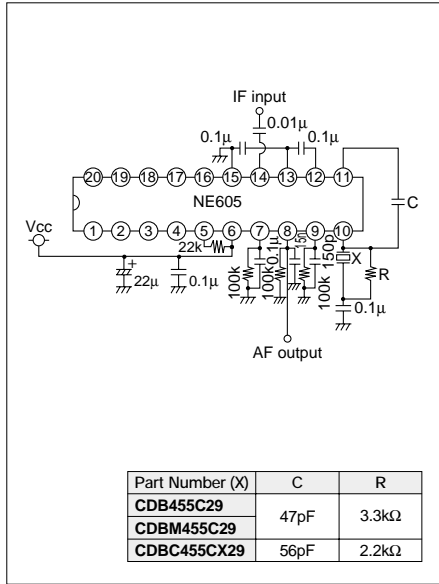 IF input
0.01μ
0.1μ 0.1μ
20 19 18 17 16 15 14 13 12 11
NE605
C
Vcc
1 2 3 4 5 6 7 8 9 10
22k
+
22μ
0.1μ
100k
0.1μ
100k
15n
150p
100k
X
R
0.1μ
AF output
Part Number (X) C R
CDB455C29
CDBM455C29
47pF 3.3kΩ
CDBC455CX29 56pF 2.2kΩ